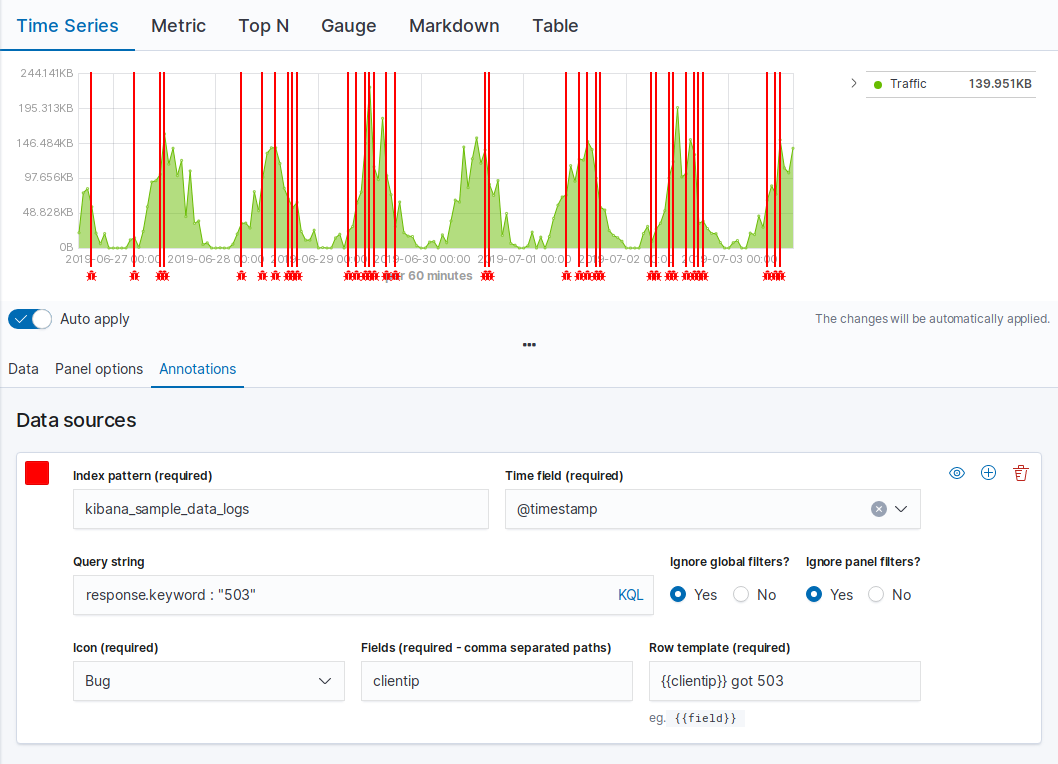 Time Series Metric Top N Gauge Markdown Table
244.141KB
195.313KB
146.484KB
97.656KB
48.828KB
0B
2019-06-27 00:00 2019-06-28 00:00 2019-06-29 00:00 2019-06-30 00:00 2019-07-01 00:00 2019-07-02 00:00 2019-07-03 00:00
per 60 minutes
Traffic 139.951KB
Auto apply
The changes will be automatically applied.
Data Panel options Annotations
Data sources
Index pattern (required) Time field (required)
kibana_sample_data_logs @timestamp
Query string Ignore global filters? Ignore panel filters?
response.keyword : "503" KQL Yes No Yes No
Icon (required) Fields (required - comma separated paths) Row template (required)
Bug clientip {{clientip}} got 503
eg. {{field}}